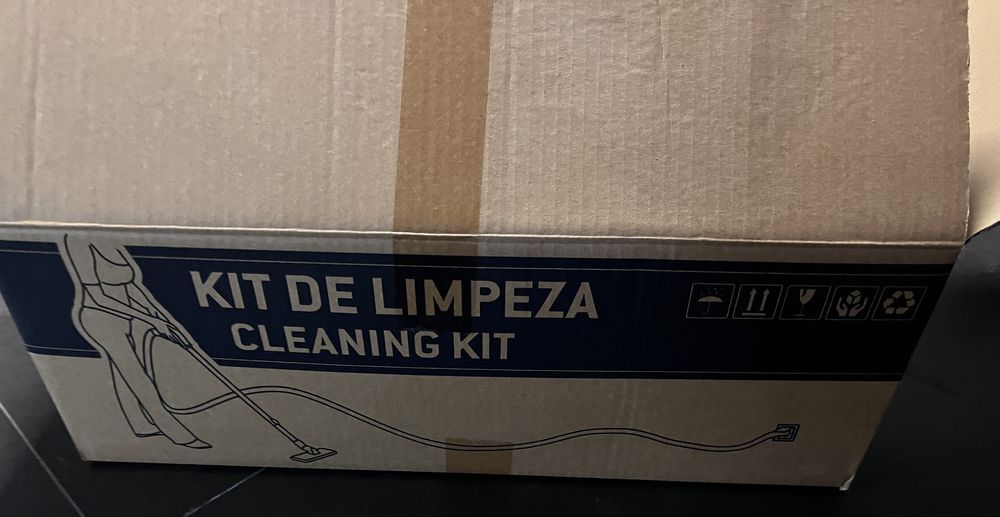 KIT DE LIMPEZA
CLEANING KIT